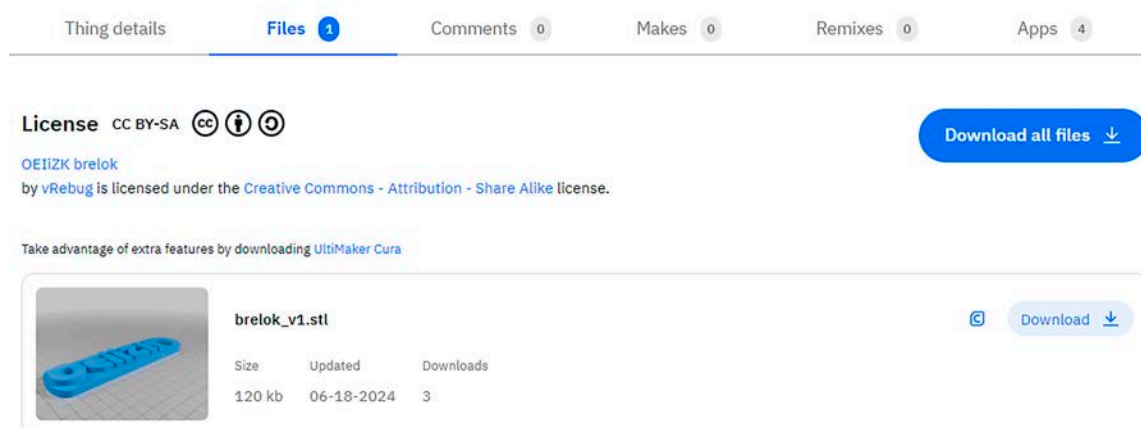 Thing details Files 1 Comments 0 Makes 0 Remixes 0 Apps 4
License CC BY-SA cc
Download all files
OEIiZK brelok
by vRebug is licensed under the Creative Commons - Attribution - Share Alike license.
Take advantage of extra features by downloading UltiMaker Cura
brelok_v1.stl
Download
Size Updated Downloads
120 kb 06-18-2024 3